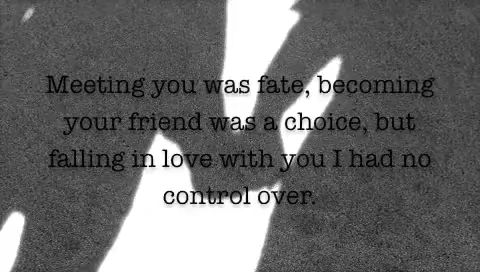 Meeting you was fate, becoming
your friend was a choice, but
falling in love with you I had no
control over.